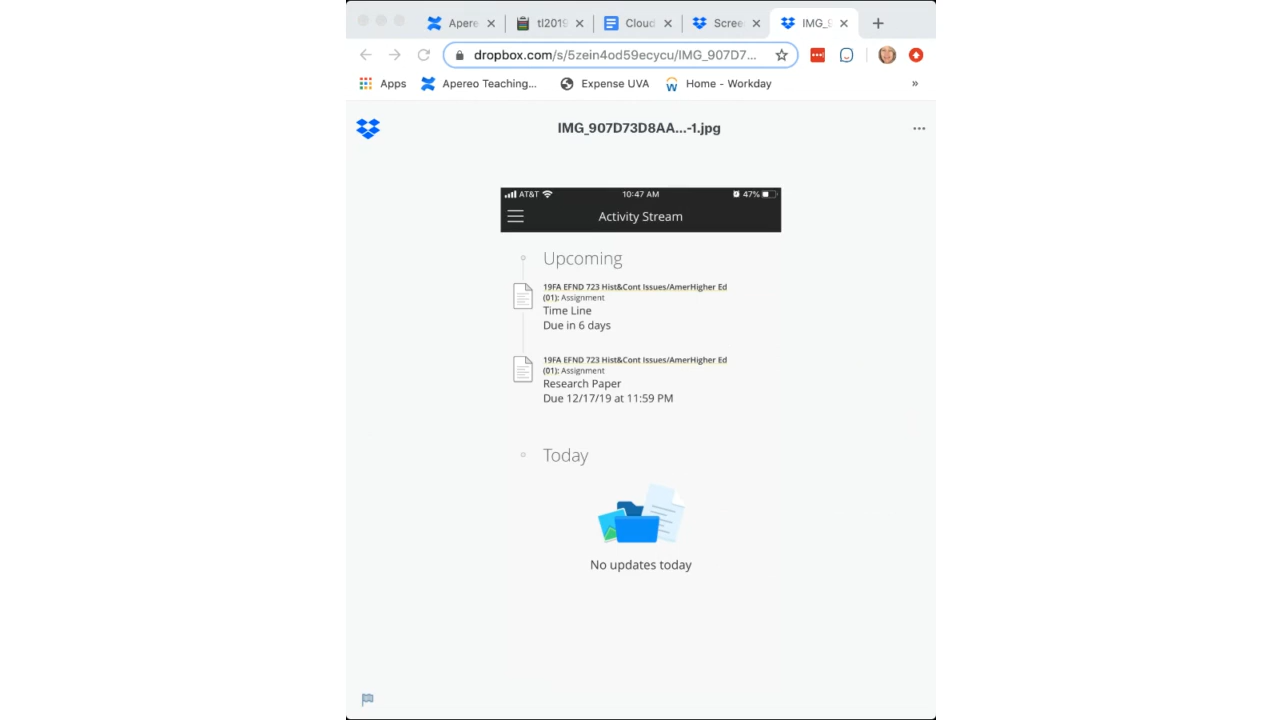 Apere
tl2019
Cloud
Scree
IMG_9
dropbox.com/s/5zein4od59ecycu/IMG_907D7...
Apps
Apereo Teaching...
Expense UVA
Home - Workday
»
IMG_907D73D8AA...-1.jpg
AT&T 10:47 AM 47%
Activity Stream
Upcoming
19FA EFND 723 Hist&Cont Issues/AmerHigher Ed
(01): Assignment
Time Line
Due in 6 days
19FA EFND 723 Hist&Cont Issues/AmerHigher Ed
(01): Assignment
Research Paper
Due 12/17/19 at 11:59 PM
Today
No updates today